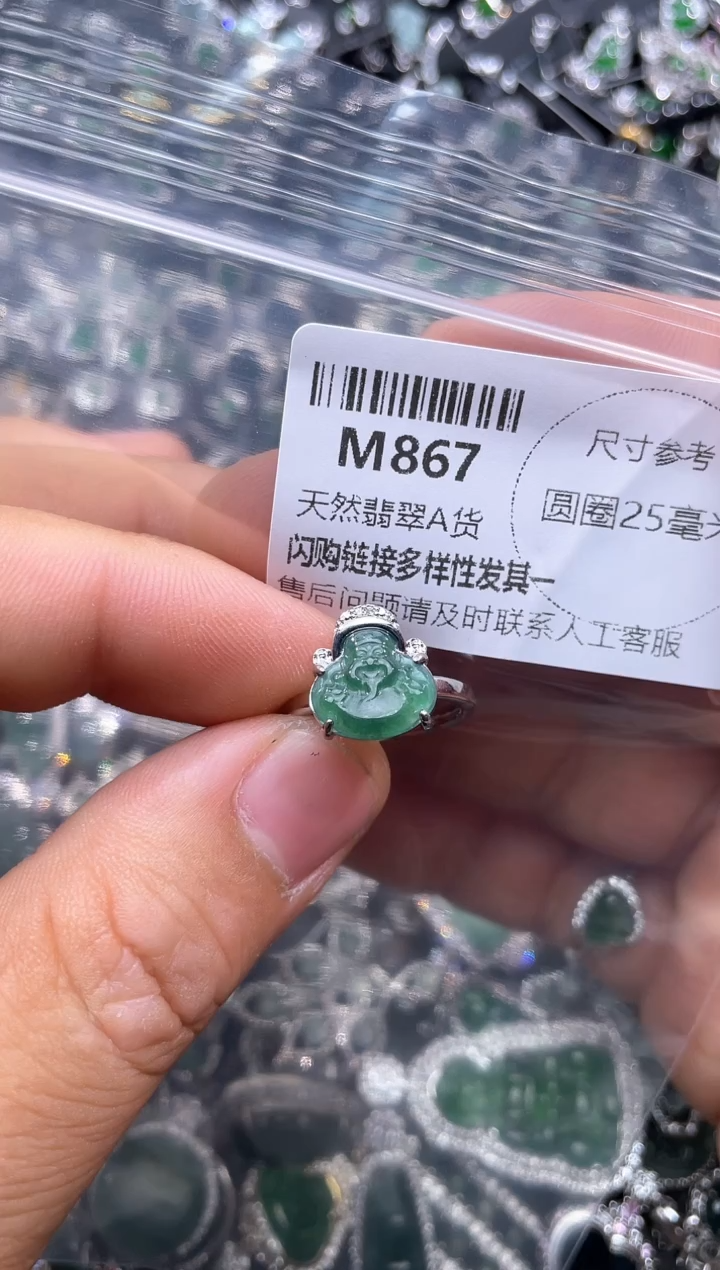 M867
天然翡翠A货
闪购链接多样性发其一
售后问题请及时联系人工客服
尺寸参考
圆圈25毫米